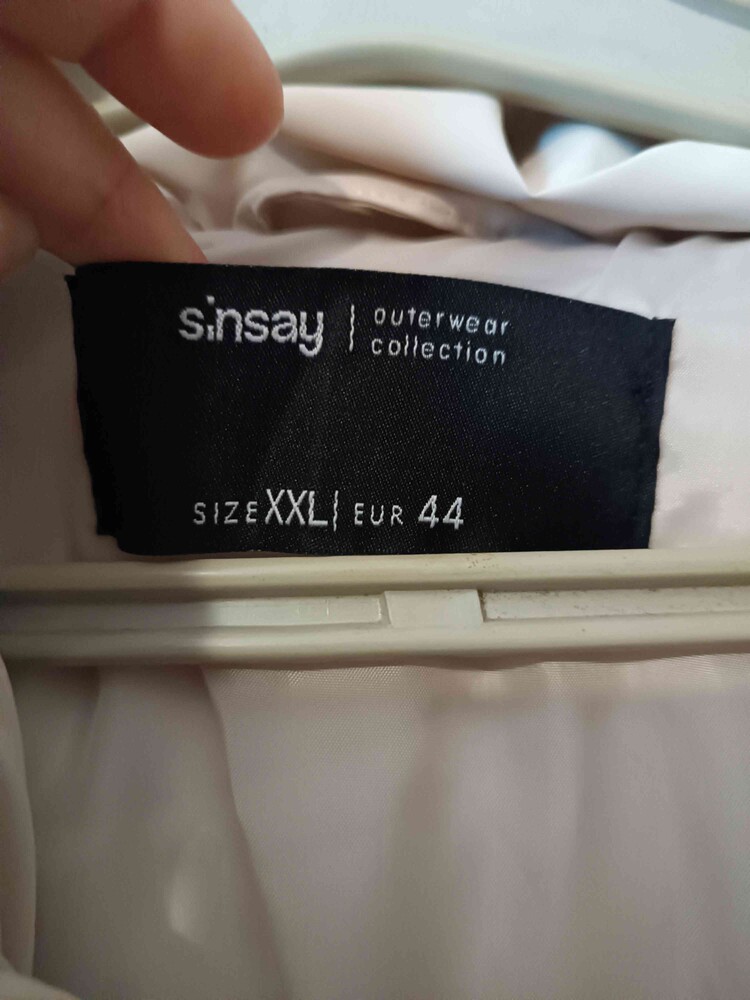 sinsay | outerwear
collection
SIZE XXL | EUR 44